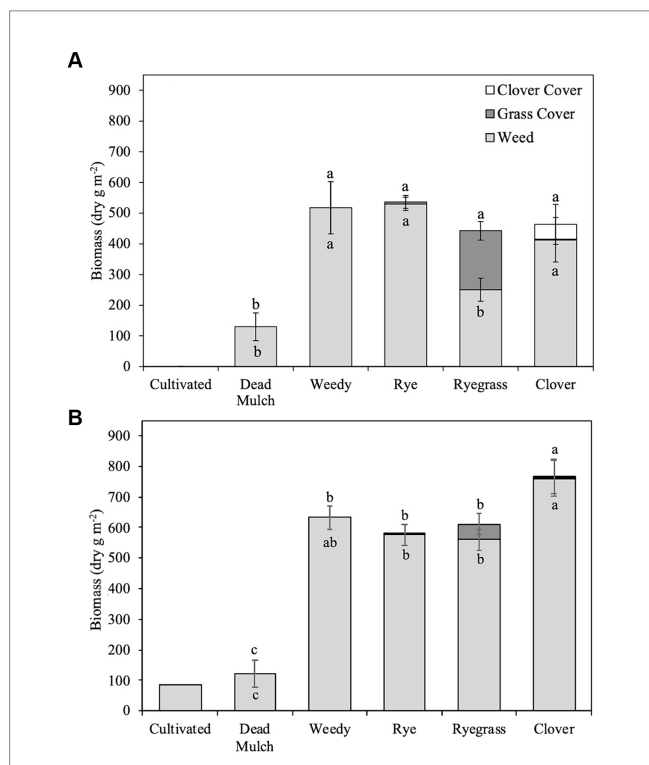 A
900
800
700
600
500
400
300
200
100
0
Biomass (dry g m-2)
Clover Cover
Grass Cover
Weed
b
b
a
a
a
a
a
b
a
a
Cultivated Dead Mulch Weedy Rye Ryegrass Clover
B
900
800
700
600
500
400
300
200
100
0
Biomass (dry g m-2)
c
c
b
ab
b
b
b
b
a
a
Cultivated Dead Mulch Weedy Rye Ryegrass Clover